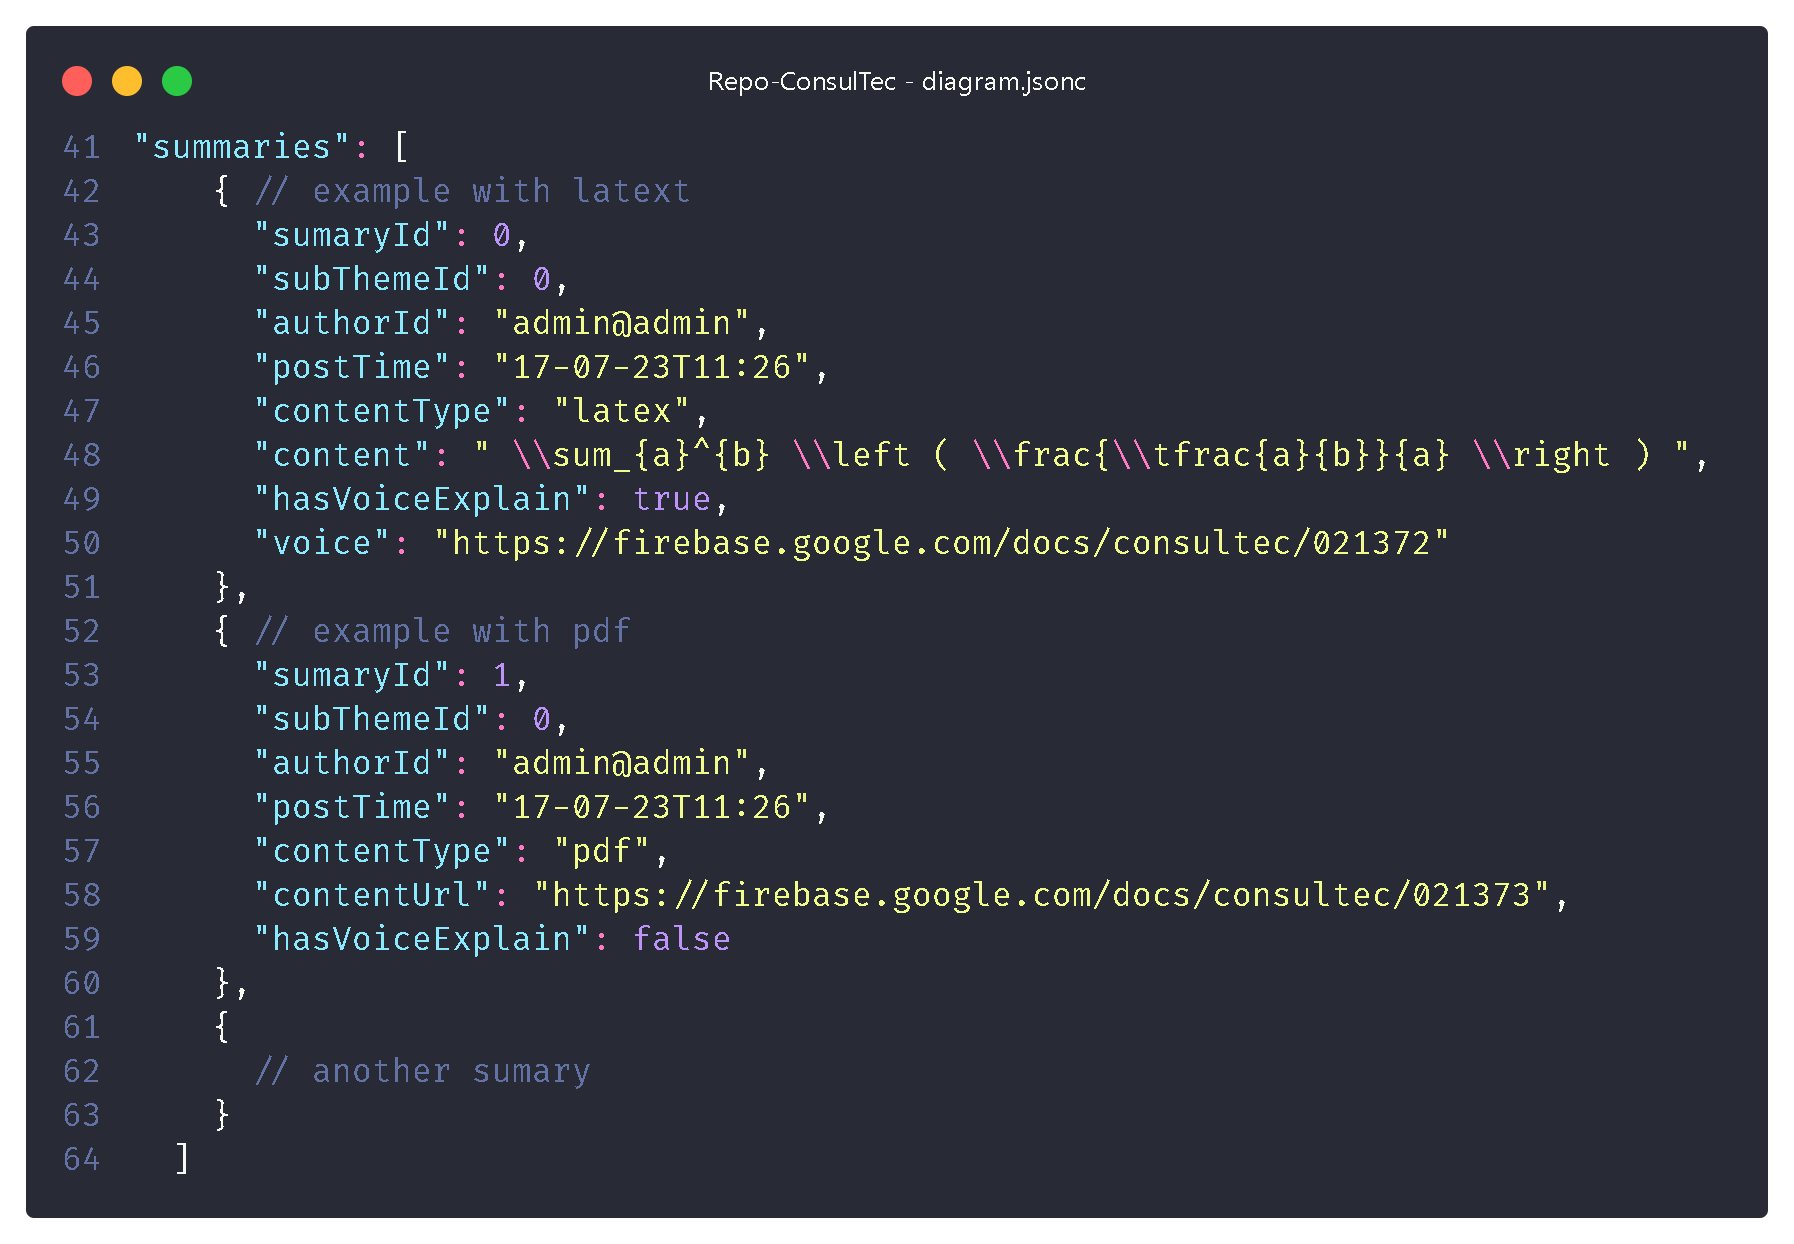 Repo-ConsulTec - diagram.jsonc
41 "summaries": [
42     { // example with latext
43       "sumaryId": 0,
44       "subThemeId": 0,
45       "authorId": "admin@admin",
46       "postTime": "17-07-23T11:26",
47       "contentType": "latex",
48       "content": " \\sum_{a}^{b} \\left ( \\frac{\\tfrac{a}{b}}{a} \\right ) ",
49       "hasVoiceExplain": true,
50       "voice": "https://firebase.google.com/docs/consultec/021372"
51     },
52     { // example with pdf
53       "sumaryId": 1,
54       "subThemeId": 0,
55       "authorId": "admin@admin",
56       "postTime": "17-07-23T11:26",
57       "contentType": "pdf",
58       "contentUrl": "https://firebase.google.com/docs/consultec/021373",
59       "hasVoiceExplain": false
60     },
61     {
62       // another sumary
63     }
64   ]